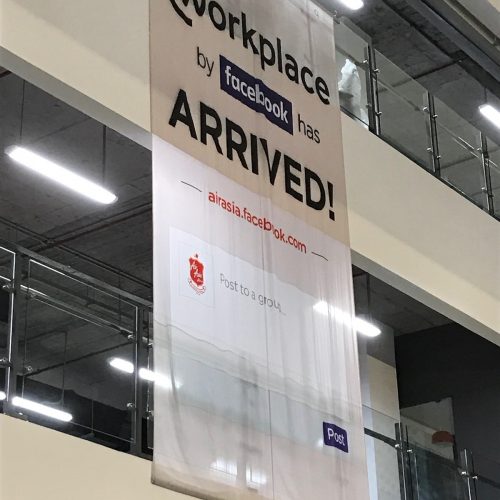 workplace
by facebook has
ARRIVED!
airasia.facebook.com
Post to a group...
Post